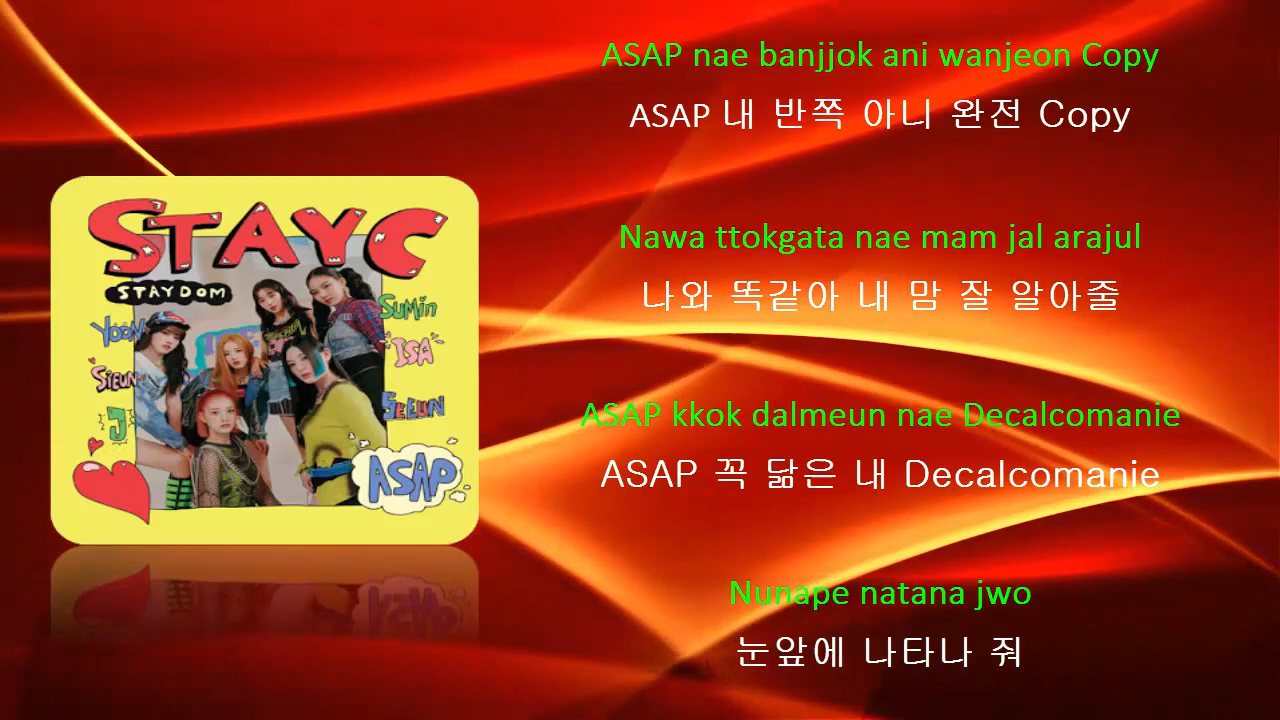 STAYC
STAYDOM
YOON
SUMIN
ISA
SIEUN
SEEUN
J
ASAP
ASAP nae banjjok ani wanjeon Copy
ASAP 내 반쪽 아니 완전 Copy
Nawa ttokgata nae mam jal arajul
나와 똑같아 내 맘 잘 알아줄
ASAP kkok dalmeun nae Decalcomanie
ASAP 꼭 닮은 내 Decalcomanie
Nunape natana jwo
눈앞에 나타나 줘